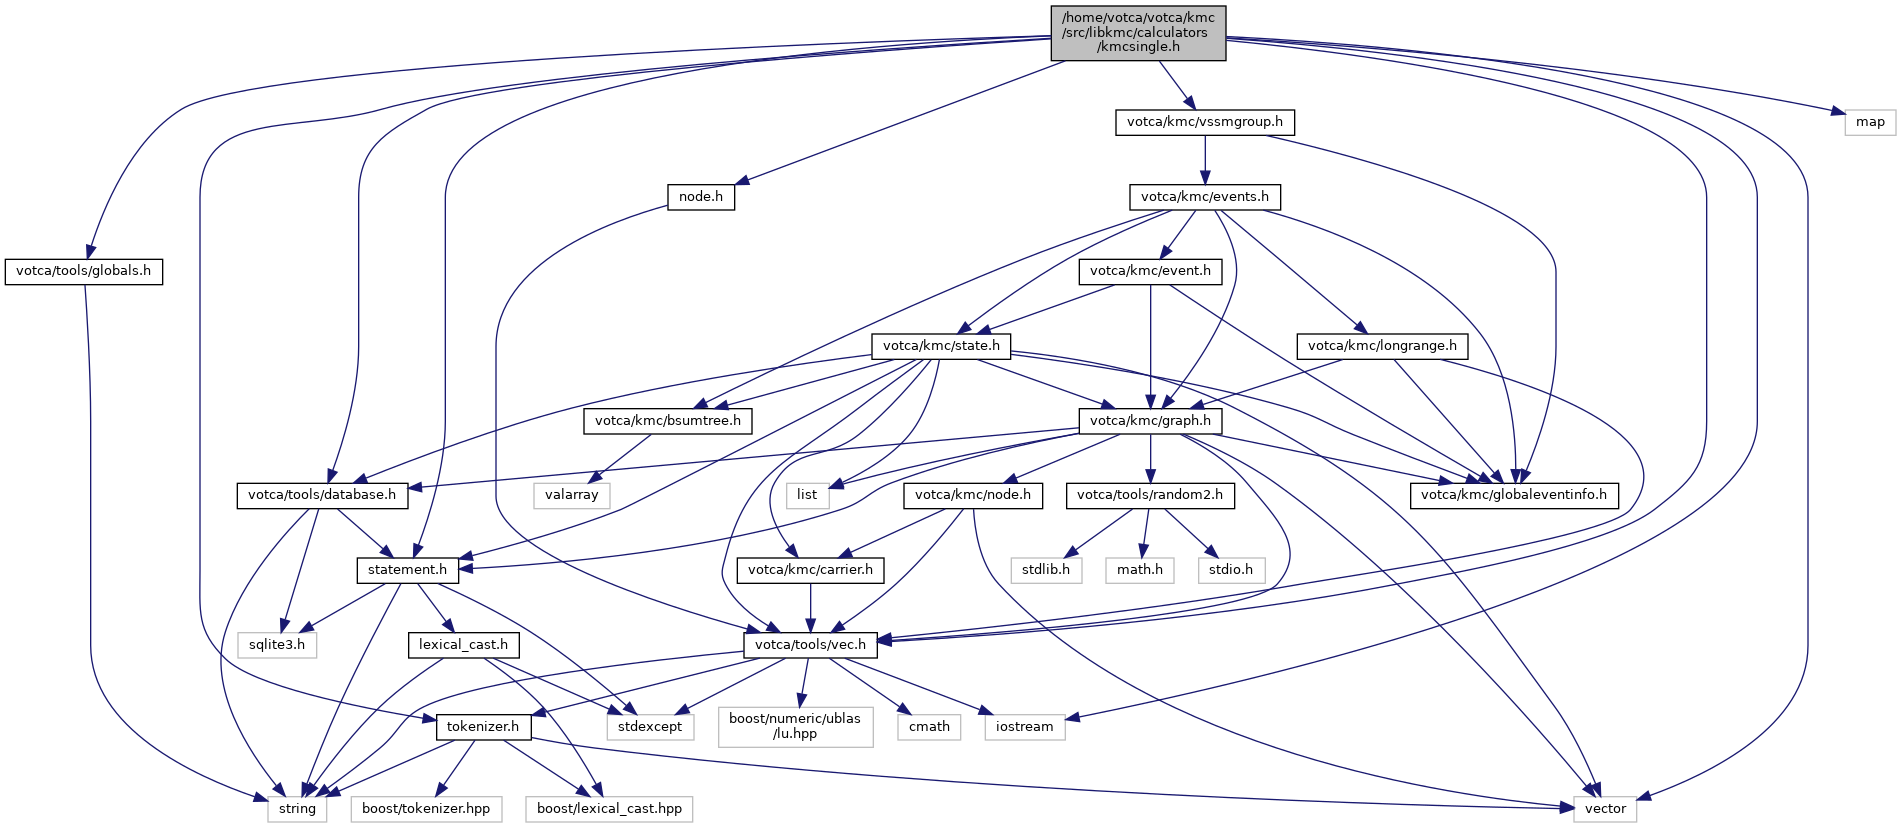 /home/votca/votca/kmc
/src/libkmc/calculators
/kmcsingle.h
votca/kmc/vssmgroup.h
map
node.h
votca/kmc/events.h
votca/tools/globals.h
votca/kmc/event.h
votca/kmc/state.h
votca/kmc/longrange.h
votca/kmc/bsumtree.h
votca/kmc/graph.h
votca/tools/database.h
valarray
list
votca/kmc/node.h
votca/tools/random2.h
votca/kmc/globaleventinfo.h
statement.h
votca/kmc/carrier.h
stdlib.h
math.h
stdio.h
sqlite3.h
lexical_cast.h
votca/tools/vec.h
tokenizer.h
stdexcept
boost/numeric/ublas
/lu.hpp
cmath
iostream
string
boost/tokenizer.hpp
boost/lexical_cast.hpp
vector